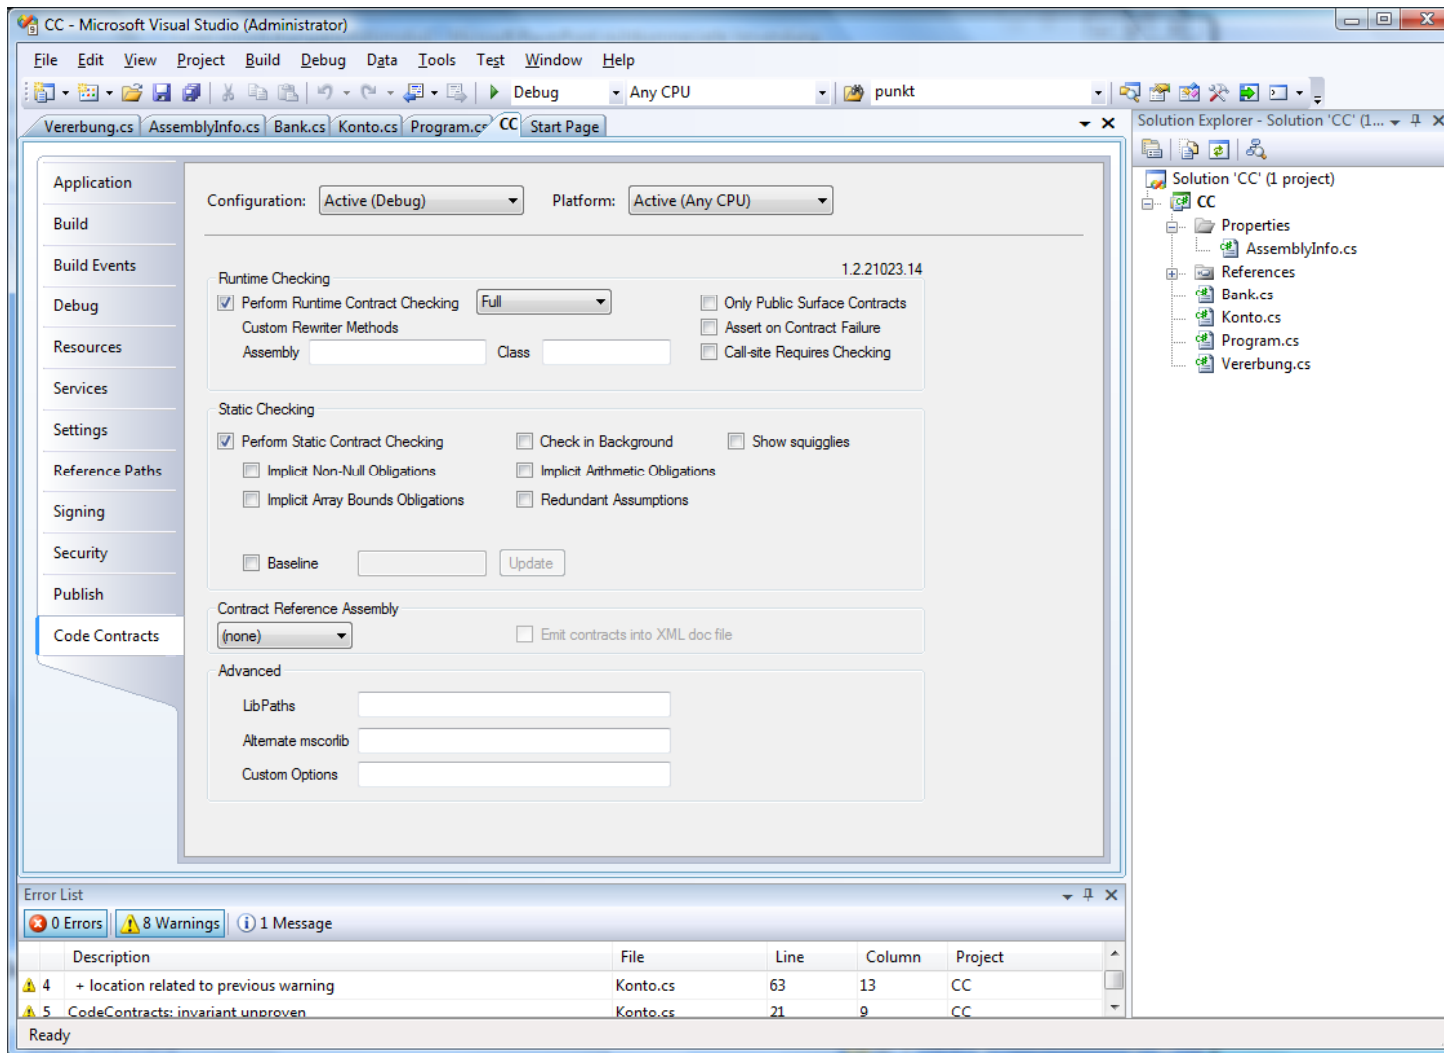 CC - Microsoft Visual Studio (Administrator)
File Edit View Project Build Debug Data Tools Test Window Help
Debug Any CPU punkt
Vererbung.cs AssemblyInfo.cs Bank.cs Konto.cs Program.cs CC Start Page
Solution Explorer - Solution 'CC' (1...
Solution 'CC' (1 project)
CC
Properties
AssemblyInfo.cs
References
Bank.cs
Konto.cs
Program.cs
Vererbung.cs
Application
Build
Build Events
Debug
Resources
Services
Settings
Reference Paths
Signing
Security
Publish
Code Contracts
Configuration: Active (Debug) Platform: Active (Any CPU)
1.2.21023.14
Runtime Checking
Perform Runtime Contract Checking Full Only Public Surface Contracts
Custom Rewriter Methods Assert on Contract Failure
Assembly Class Call-site Requires Checking
Static Checking
Perform Static Contract Checking Check in Background Show squigglies
Implicit Non-Null Obligations Implicit Arithmetic Obligations
Implicit Array Bounds Obligations Redundant Assumptions
Baseline Update
Contract Reference Assembly
(none) Emit contracts into XML doc file
Advanced
LibPaths
Alternate mscorlib
Custom Options
Error List
0 Errors 8 Warnings 1 Message
Description File Line Column Project
4 + location related to previous warning Konto.cs 63 13 CC
5 CodeContracts: invariant unproven Konto.cs 21 9 CC
Ready